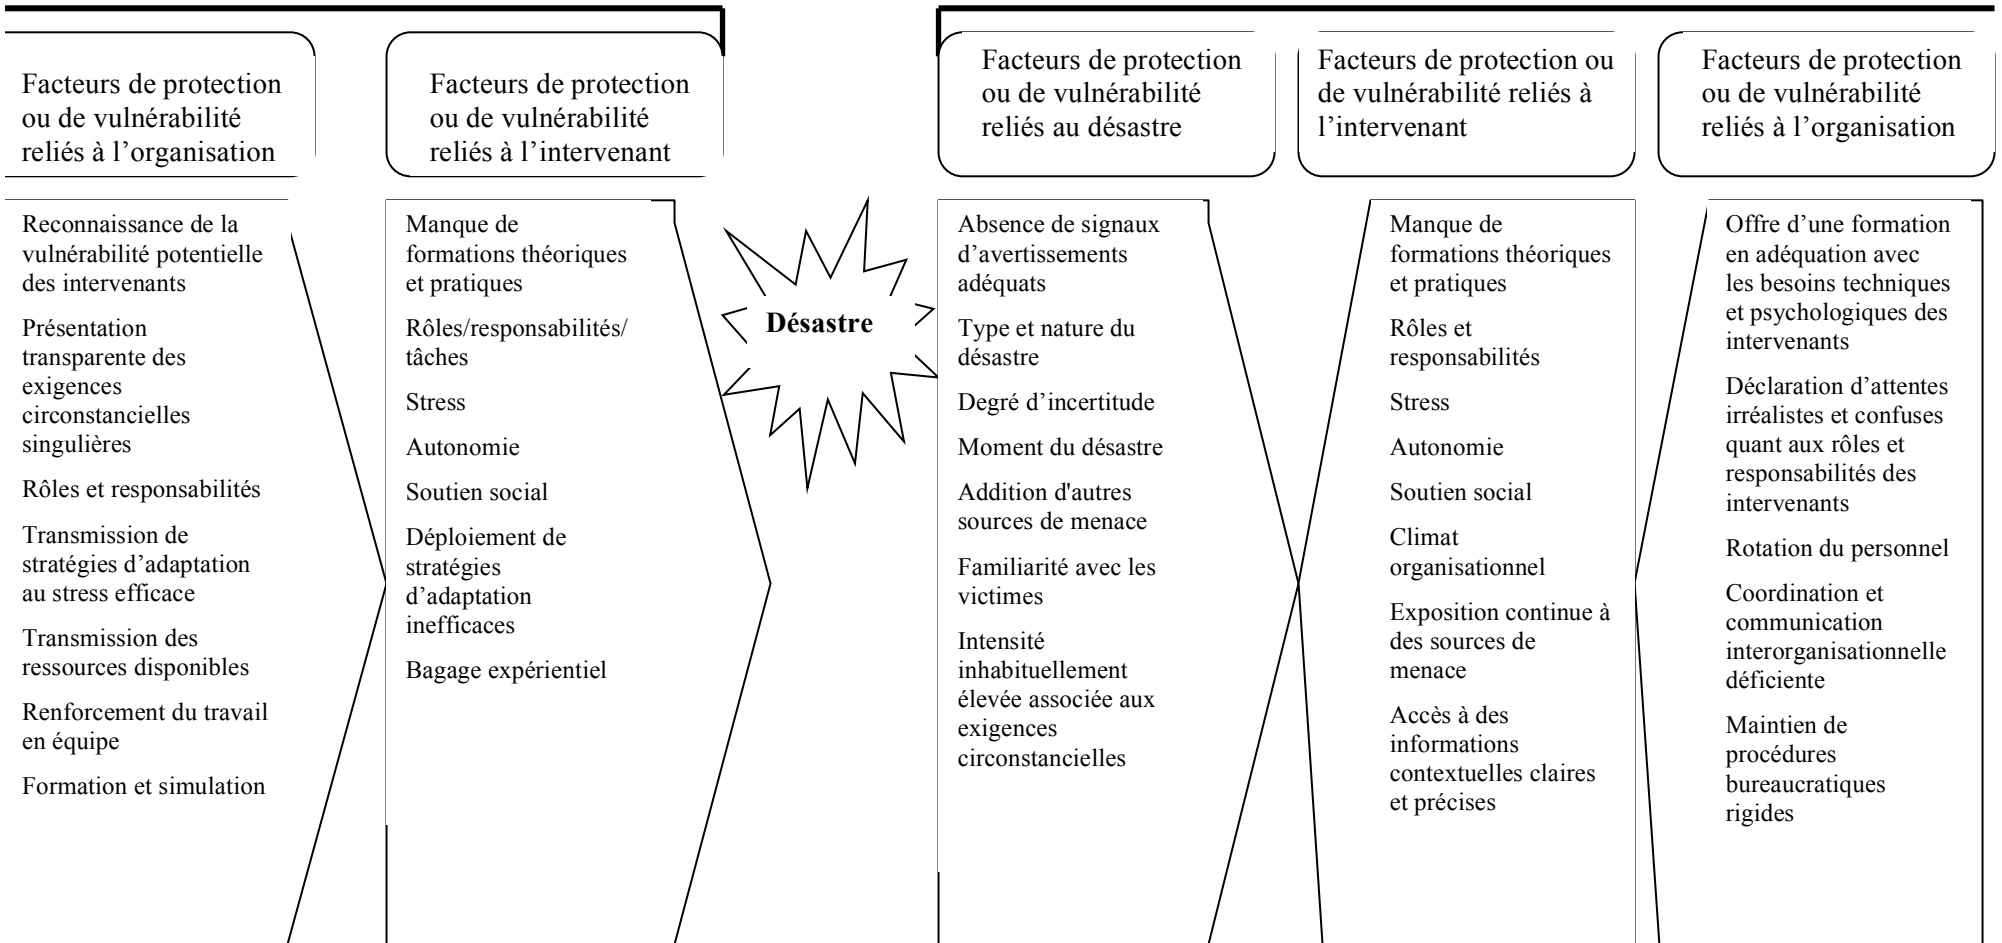 Facteurs de protection
ou de vulnérabilité
reliés à l’organisation
Reconnaissance de la
vulnérabilité potentielle
des intervenants
Présentation
transparente des
exigences
circonstancielles
singulières
Rôles et responsabilités
Transmission de
stratégies d’adaptation
au stress efficace
Transmission des
ressources disponibles
Renforcement du travail
en équipe
Formation et simulation
Facteurs de protection
ou de vulnérabilité
reliés à l’intervenant
Manque de
formations théoriques
et pratiques
Rôles/responsabilités/
tâches
Stress
Autonomie
Soutien social
Déploiement de
stratégies
d’adaptation
inefficaces
Bagage expérientiel
Désastre
Facteurs de protection
ou de vulnérabilité
reliés au désastre
Absence de signaux
d’avertissements
adéquats
Type et nature du
désastre
Degré d’incertitude
Moment du désastre
Addition d'autres
sources de menace
Familiarité avec les
victimes
Intensité
inhabituellement
élevée associée aux
exigences
circonstancielles
Facteurs de protection ou
de vulnérabilité reliés à
l’intervenant
Manque de
formations théoriques
et pratiques
Rôles et
responsabilités
Stress
Autonomie
Soutien social
Climat
organisationnel
Exposition continue à
des sources de
menace
Accès à des
informations
contextuelles claires
et précises
Facteurs de protection
ou de vulnérabilité
reliés à l’organisation
Offre d’une formation
en adéquation avec
les besoins techniques
et psychologiques des
intervenants
Déclaration d’attentes
irréalistes et confuses
quant aux rôles et
responsabilités des
intervenants
Rotation du personnel
Coordination et
communication
interorganisationnelle
déficiente
Maintien de
procédures
bureaucratiques
rigides